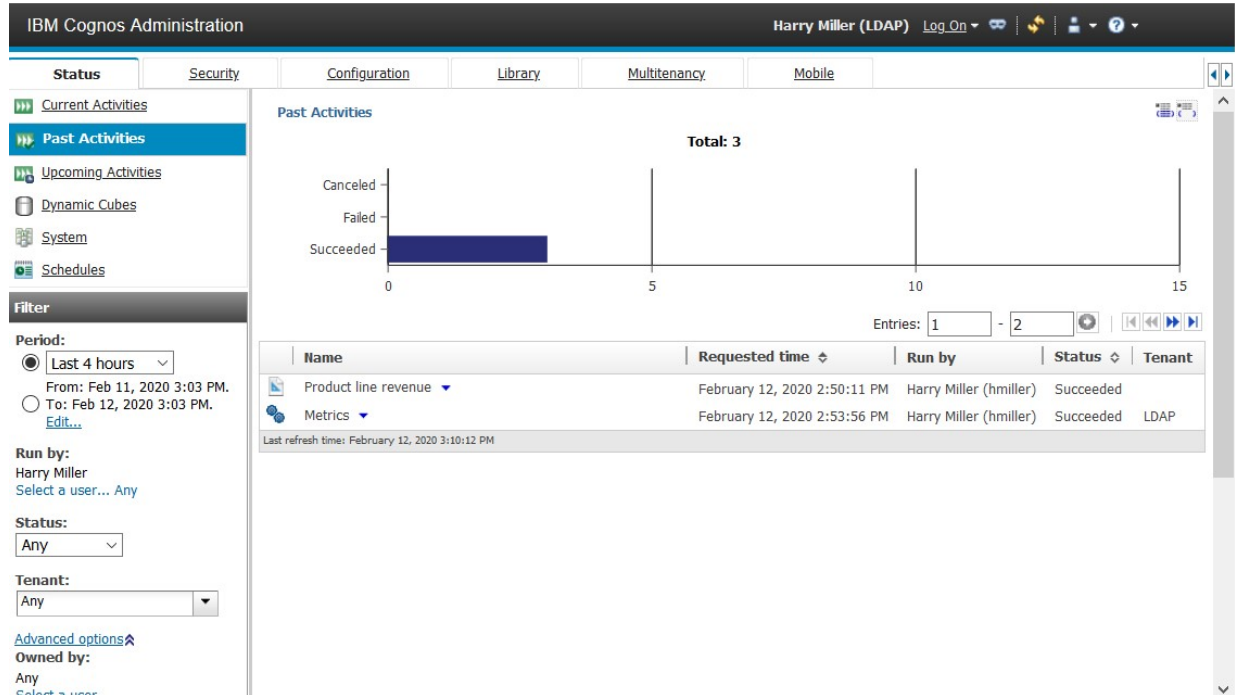 IBM Cognos Administration
Harry Miller (LDAP) Log On
Status Security Configuration Library Multitenancy Mobile
Current Activities
Past Activities
Upcoming Activities
Dynamic Cubes
System
Schedules
Filter
Period:
Last 4 hours
From: Feb 11, 2020 3:03 PM.
To: Feb 12, 2020 3:03 PM.
Edit...
Run by:
Harry Miller
Select a user... Any
Status:
Any
Tenant:
Any
Advanced options
Owned by:
Any
Select a user
Past Activities
Total: 3
Canceled
Failed
Succeeded
0 5 10 15
Entries: 1 - 2
Name Requested time Run by Status Tenant
Product line revenue February 12, 2020 2:50:11 PM Harry Miller (hmiller) Succeeded
Metrics February 12, 2020 2:53:56 PM Harry Miller (hmiller) Succeeded LDAP
Last refresh time: February 12, 2020 3:10:12 PM